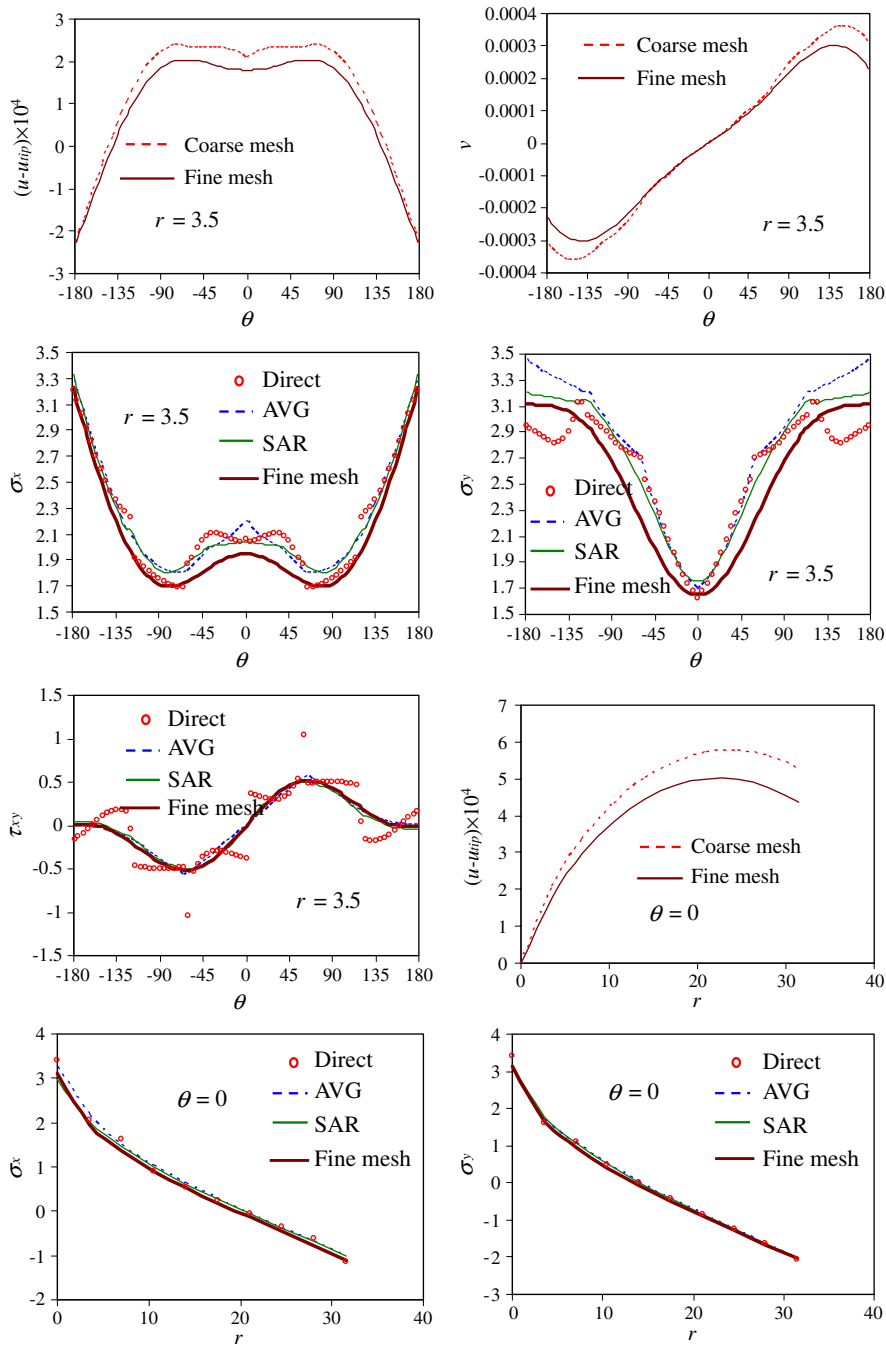 3
2
1
0
-1
-2
-3
(u-utip)×10⁴
Coarse mesh
Fine mesh
r = 3.5
-180 -135 -90 -45 0 45 90 135 180
θ
0.0004
0.0003
0.0002
0.0001
0
-0.0001
-0.0002
-0.0003
-0.0004
v
Coarse mesh
Fine mesh
r = 3.5
-180 -135 -90 -45 0 45 90 135 180
θ
3.5
3.3
3.1
2.9
2.7
2.5
2.3
2.1
1.9
1.7
1.5
σx
r = 3.5
Direct
AVG
SAR
Fine mesh
-180 -135 -90 -45 0 45 90 135 180
θ
3.5
3.3
3.1
2.9
2.7
2.5
2.3
2.1
1.9
1.7
1.5
σy
Direct
AVG
SAR
Fine mesh
r = 3.5
-180 -135 -90 -45 0 45 90 135 180
θ
1.5
1
0.5
0
-0.5
-1
-1.5
τxy
Direct
AVG
SAR
Fine mesh
r = 3.5
-180 -135 -90 -45 0 45 90 135 180
θ
7
6
5
4
3
2
1
0
(u-utip)×10⁴
Coarse mesh
Fine mesh
θ = 0
0 10 20 30 40
r
4
3
2
1
0
-1
-2
σx
θ = 0
Direct
AVG
SAR
Fine mesh
0 10 20 30 40
r
4
3
2
1
0
-1
-2
-3
σy
θ = 0
Direct
AVG
SAR
Fine mesh
0 10 20 30 40
r